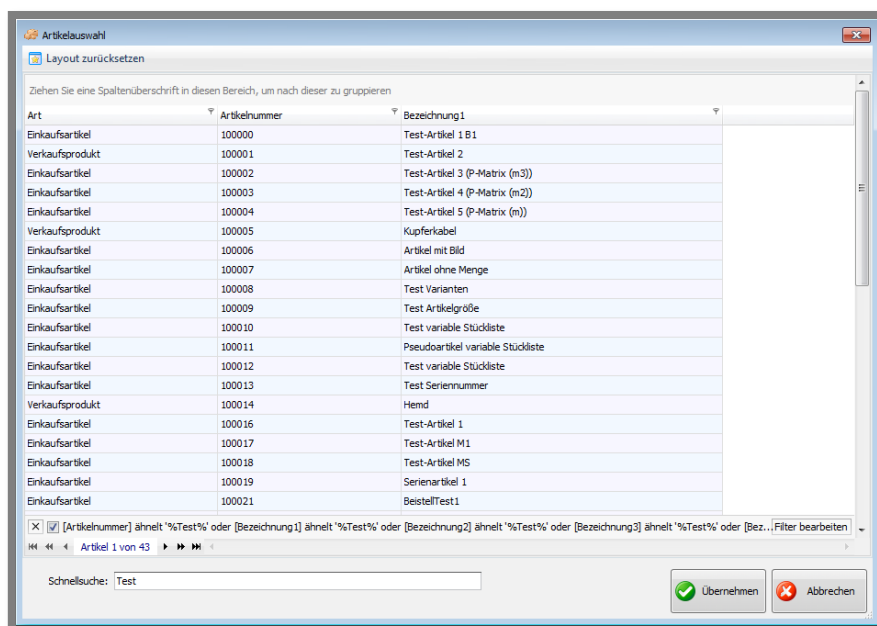 Artikelauswahl
Layout zurücksetzen
Ziehen Sie eine Spaltenüberschrift in diesen Bereich, um nach dieser zu gruppieren
Art Artikelnummer Bezeichnung1
Einkaufsartikel 100000 Test-Artikel 1 B1
Verkaufsprodukt 100001 Test-Artikel 2
Einkaufsartikel 100002 Test-Artikel 3 (P-Matrix (m3))
Einkaufsartikel 100003 Test-Artikel 4 (P-Matrix (m2))
Einkaufsartikel 100004 Test-Artikel 5 (P-Matrix (m))
Verkaufsprodukt 100005 Kupferkabel
Einkaufsartikel 100006 Artikel mit Bild
Einkaufsartikel 100007 Artikel ohne Menge
Einkaufsartikel 100008 Test Varianten
Einkaufsartikel 100009 Test Artikelgröße
Einkaufsartikel 100010 Test variable Stückliste
Einkaufsartikel 100011 Pseudoartikel variable Stückliste
Einkaufsartikel 100012 Test variable Stückliste
Einkaufsartikel 100013 Test Seriennummer
Verkaufsprodukt 100014 Hemd
Einkaufsartikel 100016 Test-Artikel 1
Einkaufsartikel 100017 Test-Artikel M1
Einkaufsartikel 100018 Test-Artikel MS
Einkaufsartikel 100019 Serienartikel 1
Einkaufsartikel 100021 BeistellTest1
[Artikelnummer] ähnelt '%Test%' oder [Bezeichnung1] ähnelt '%Test%' oder [Bezeichnung2] ähnelt '%Test%' oder [Bezeichnung3] ähnelt '%Test%' oder [Bez... Filter bearbeiten
Artikel 1 von 43
Schnellsuche: Test
Übernehmen Abbrechen